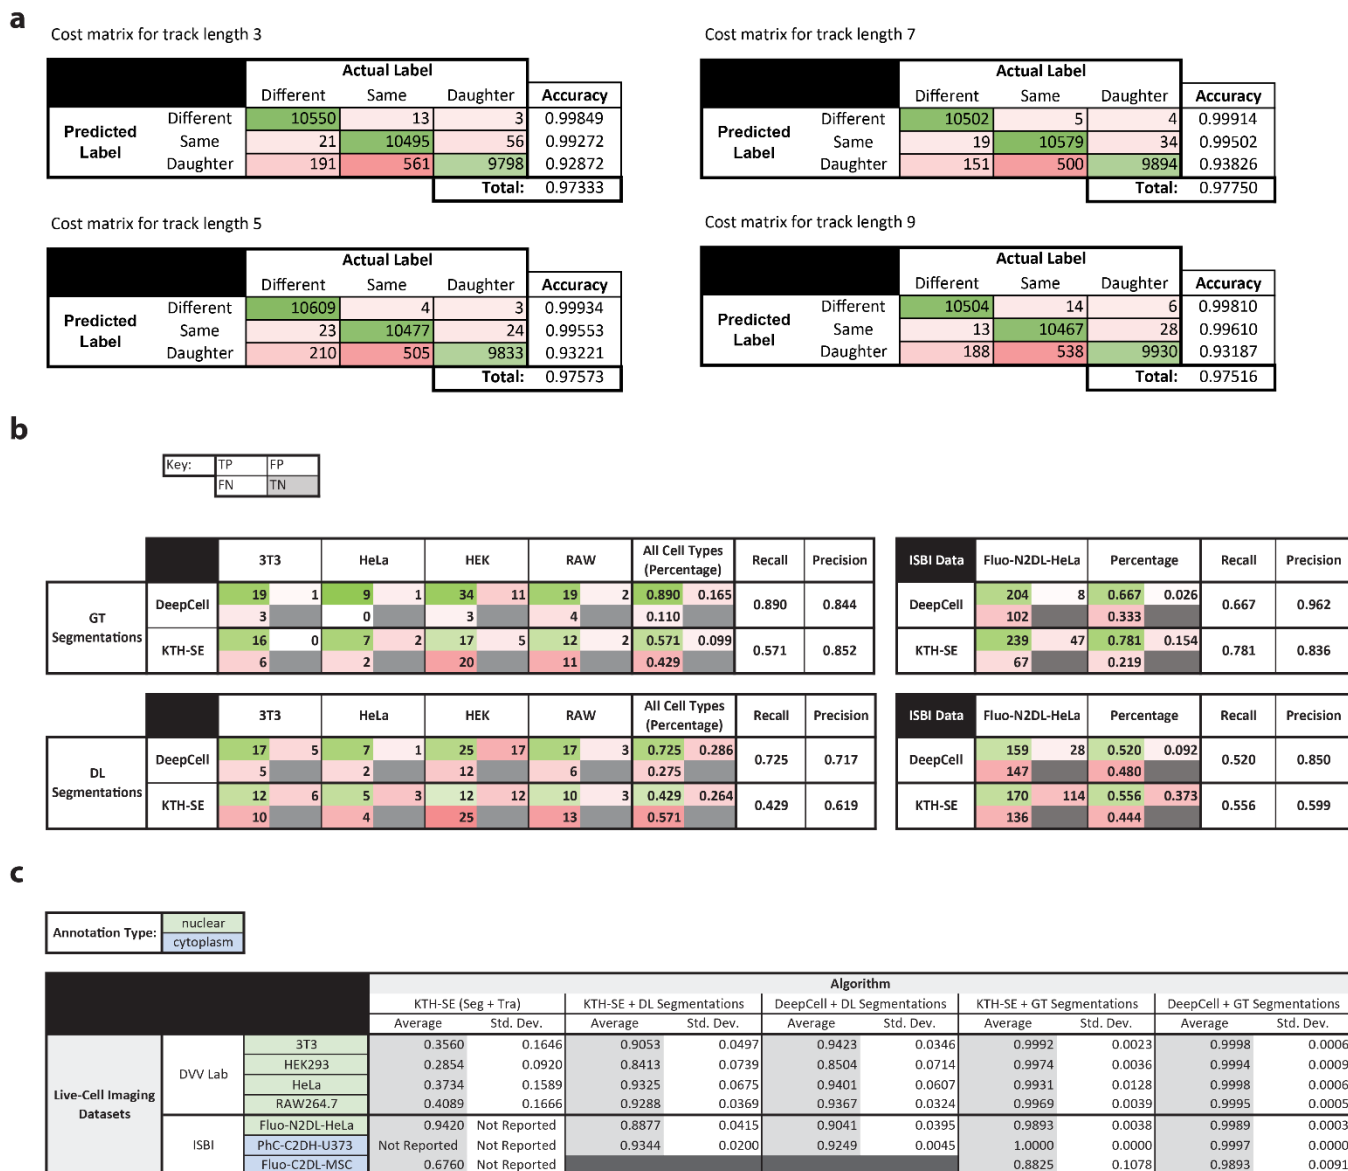 a
Cost matrix for track length 3
Actual Label
Different Same Daughter Accuracy
Predicted Label
Different 10550 13 3 0.99849
Same 21 10495 56 0.99272
Daughter 191 561 9798 0.92872
Total: 0.97333
Cost matrix for track length 7
Actual Label
Different Same Daughter Accuracy
Predicted Label
Different 10502 5 4 0.99914
Same 19 10579 34 0.99502
Daughter 151 500 9894 0.93826
Total: 0.97750
Cost matrix for track length 5
Actual Label
Different Same Daughter Accuracy
Predicted Label
Different 10609 4 3 0.99934
Same 23 10477 24 0.99553
Daughter 210 505 9833 0.93221
Total: 0.97573
Cost matrix for track length 9
Actual Label
Different Same Daughter Accuracy
Predicted Label
Different 10504 14 6 0.99810
Same 13 10467 28 0.99610
Daughter 188 538 9930 0.93187
Total: 0.97516
b
Key: TP FP
FN TN
3T3 HeLa HEK RAW All Cell Types (Percentage) Recall Precision
GT Segmentations
DeepCell 19 1 9 1 34 11 19 2 0.890 0.165 0.890 0.844
3 0 3 4 0.110
KTH-SE 16 0 7 2 17 5 12 2 0.571 0.099 0.571 0.852
6 2 20 11 0.429
ISBI Data Fluo-N2DL-HeLa Percentage Recall Precision
DeepCell 204 8 0.667 0.026 0.667 0.962
102 0.333
KTH-SE 239 47 0.781 0.154 0.781 0.836
67 0.219
3T3 HeLa HEK RAW All Cell Types (Percentage) Recall Precision
DL Segmentations
DeepCell 17 5 7 1 25 17 17 3 0.725 0.286 0.725 0.717
5 2 12 6 0.275
KTH-SE 12 6 5 3 12 12 10 3 0.429 0.264 0.429 0.619
10 4 25 13 0.571
ISBI Data Fluo-N2DL-HeLa Percentage Recall Precision
DeepCell 159 28 0.520 0.092 0.520 0.850
147 0.480
KTH-SE 170 114 0.556 0.373 0.556 0.599
136 0.444
c
Annotation Type: nuclear
cytoplasm
Algorithm
KTH-SE (Seg + Tra) KTH-SE + DL Segmentations DeepCell + DL Segmentations KTH-SE + GT Segmentations DeepCell + GT Segmentations
Average Std. Dev. Average Std. Dev. Average Std. Dev. Average Std. Dev. Average Std. Dev.
Live-Cell Imaging Datasets
DVV Lab
3T3 0.3560 0.1646 0.9053 0.0497 0.9423 0.0346 0.9992 0.0023 0.9998 0.0006
HEK293 0.2854 0.0920 0.8413 0.0739 0.8504 0.0714 0.9974 0.0036 0.9994 0.0009
HeLa 0.3734 0.1589 0.9325 0.0675 0.9401 0.0607 0.9931 0.0128 0.9998 0.0006
RAW264.7 0.4089 0.1666 0.9288 0.0369 0.9367 0.0324 0.9969 0.0039 0.9995 0.0005
ISBI
Fluo-N2DL-HeLa 0.9420 Not Reported 0.8877 0.0415 0.9041 0.0395 0.9893 0.0038 0.9989 0.0003
PhC-C2DH-U373 Not Reported Not Reported 0.9344 0.0200 0.9249 0.0045 1.0000 0.0000 0.9997 0.0000
Fluo-C2DL-MSC 0.6760 Not Reported 0.8825 0.1078 0.9893 0.0091